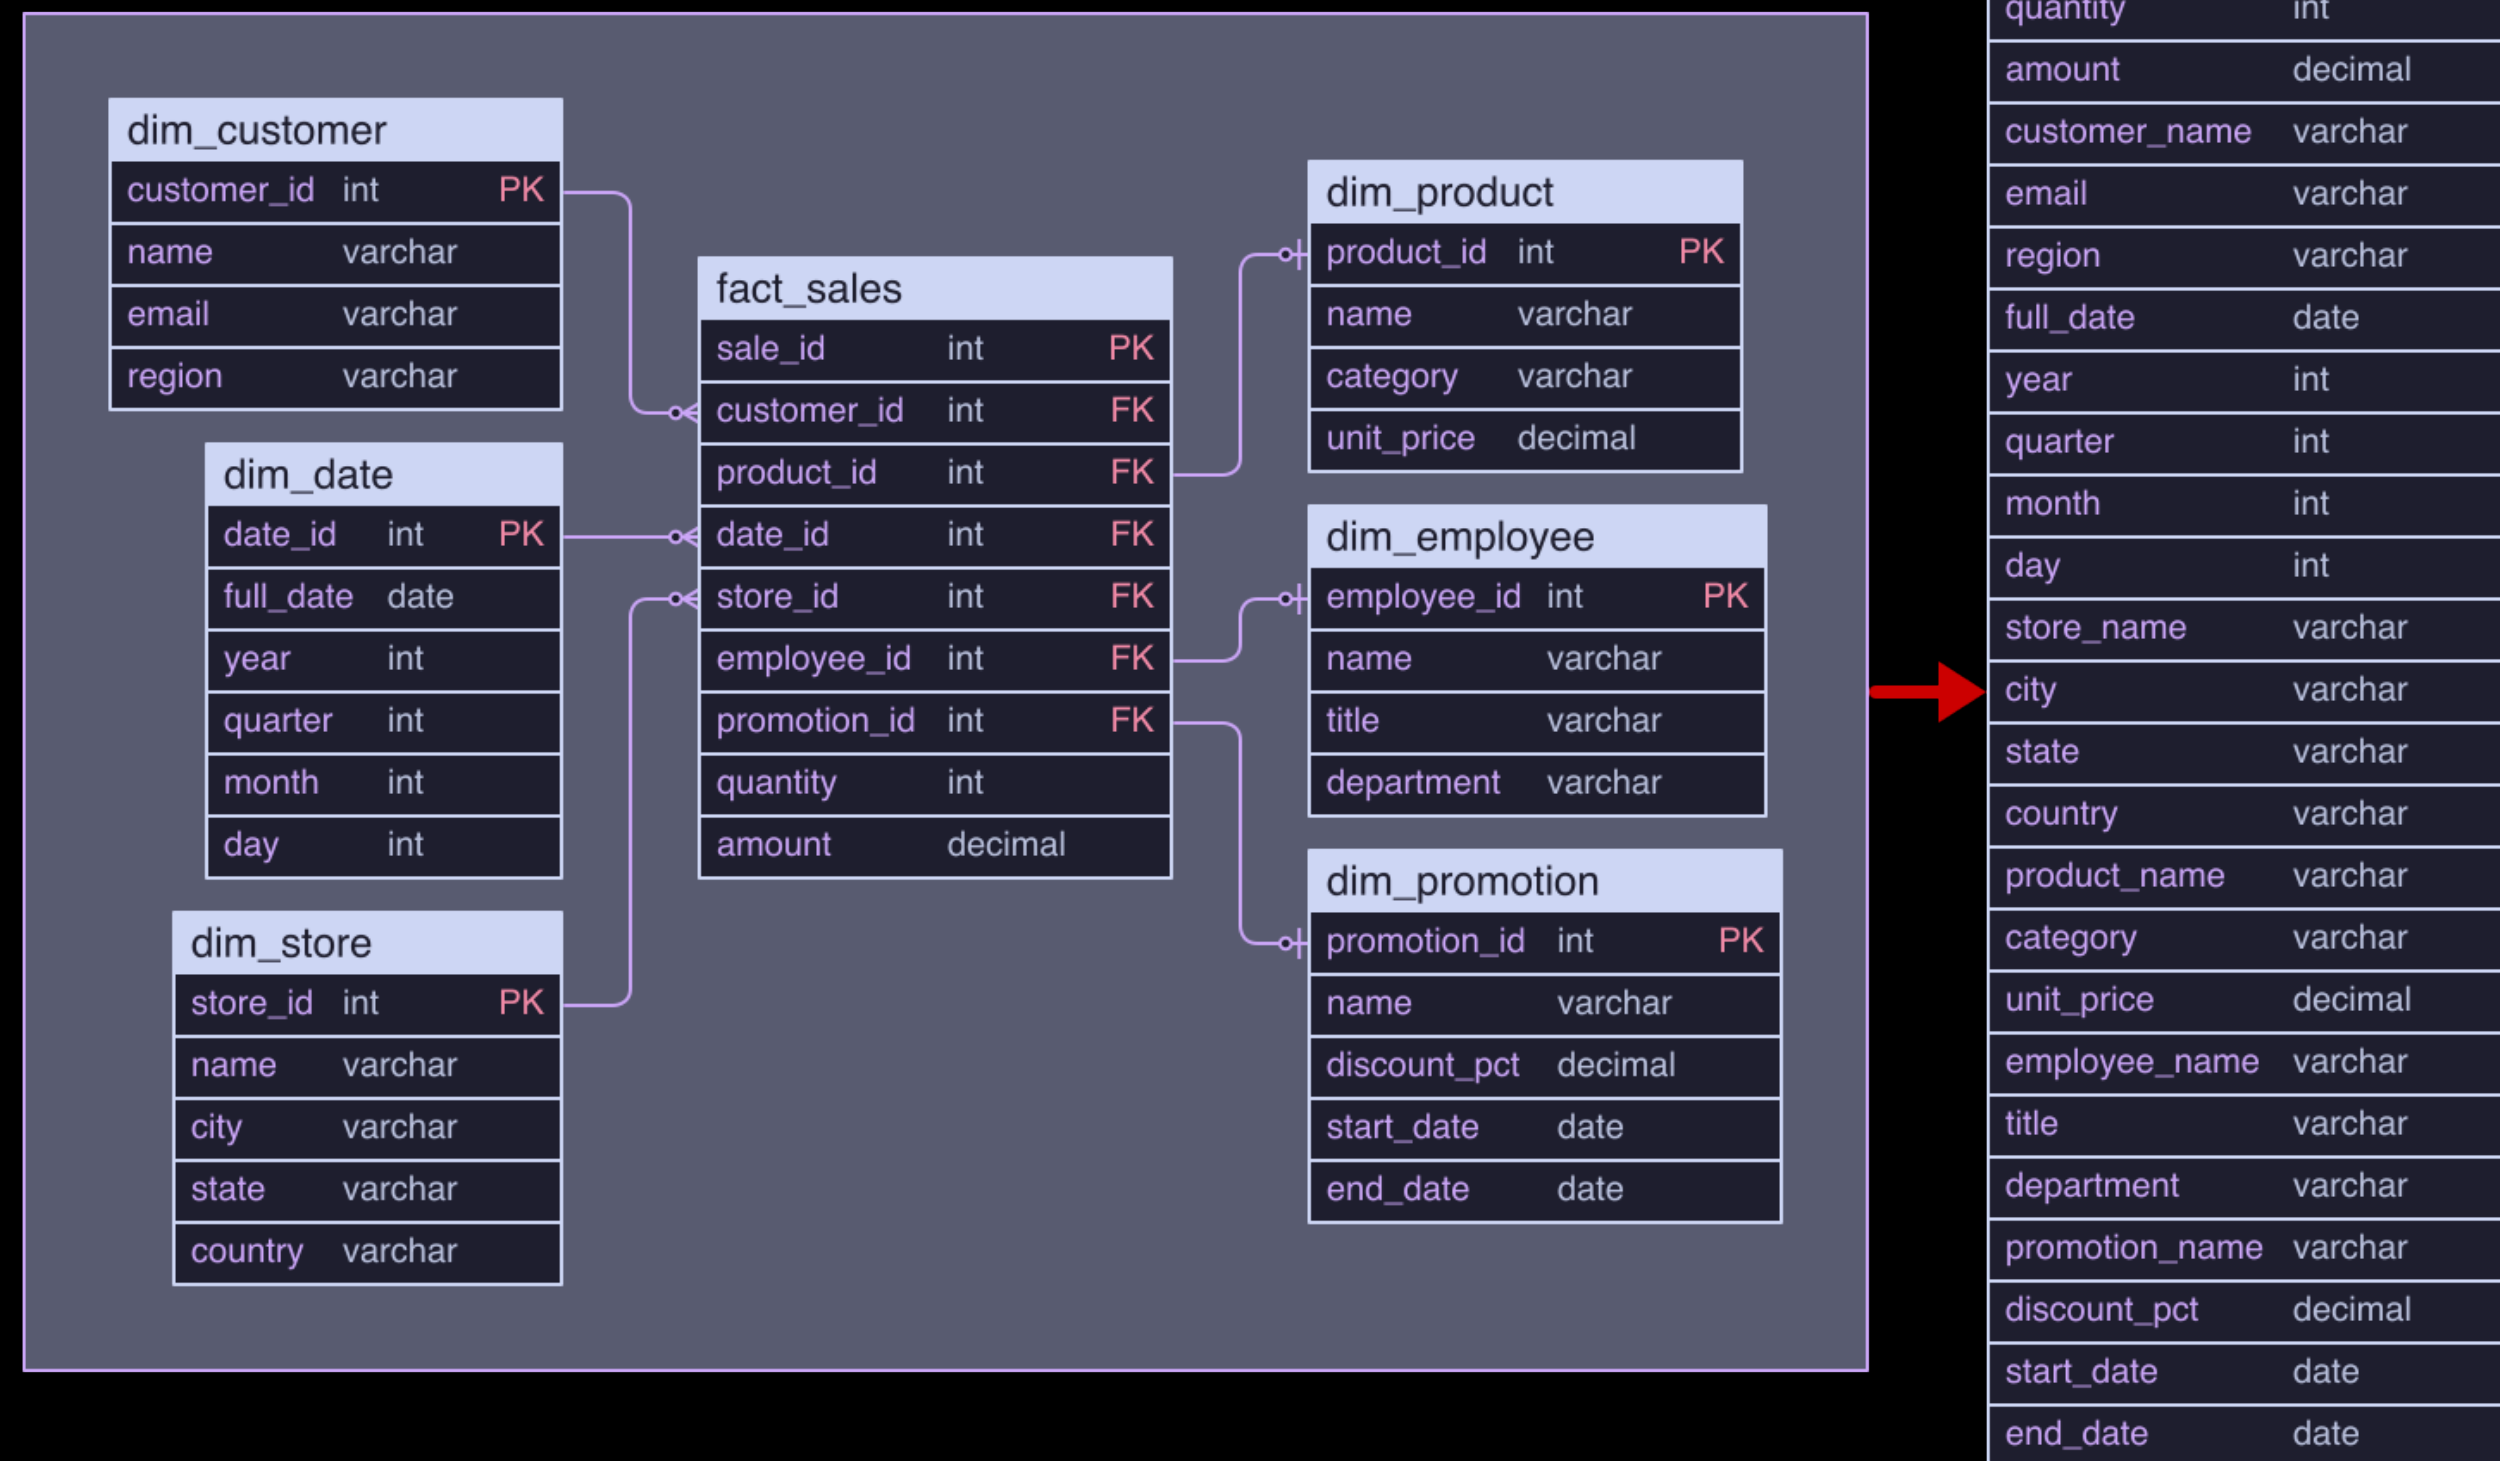 dim_customer
customer_id int PK
name varchar
email varchar
region varchar
dim_date
date_id int PK
full_date date
year int
quarter int
month int
day int
dim_store
store_id int PK
name varchar
city varchar
state varchar
country varchar
fact_sales
sale_id int PK
customer_id int FK
product_id int FK
date_id int FK
store_id int FK
employee_id int FK
promotion_id int FK
quantity int
amount decimal
dim_product
product_id int PK
name varchar
category varchar
unit_price decimal
dim_employee
employee_id int PK
name varchar
title varchar
department varchar
dim_promotion
promotion_id int PK
name varchar
discount_pct decimal
start_date date
end_date date
quantity int
amount decimal
customer_name varchar
email varchar
region varchar
full_date date
year int
quarter int
month int
day int
store_name varchar
city varchar
state varchar
country varchar
product_name varchar
category varchar
unit_price decimal
employee_name varchar
title varchar
department varchar
promotion_name varchar
discount_pct decimal
start_date date
end_date date